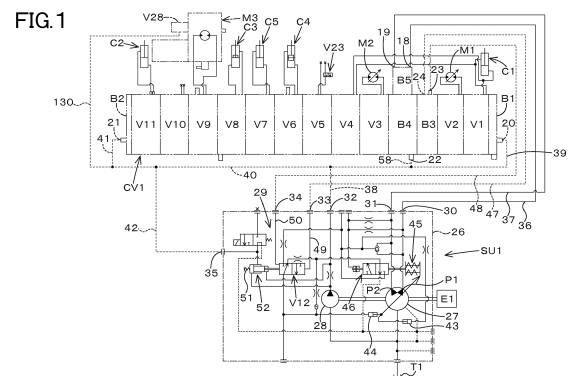 FIG.1
V28
M3
C2
C3
C5
C4
V23
19
18
M2
B5
24
23
M1
C1
130
B2
V11
V10
V9
V8
V7
V6
V5
V4
V3
B4
B3
V2
V1
B1
21
20
41
CV1
40
58
22
39
42
29
34
33
32
38
31
30
48
47
37
36
50
49
26
45
SU1
35
51
52
V12
46
P2
P1
28
E1
27
44
43
T1